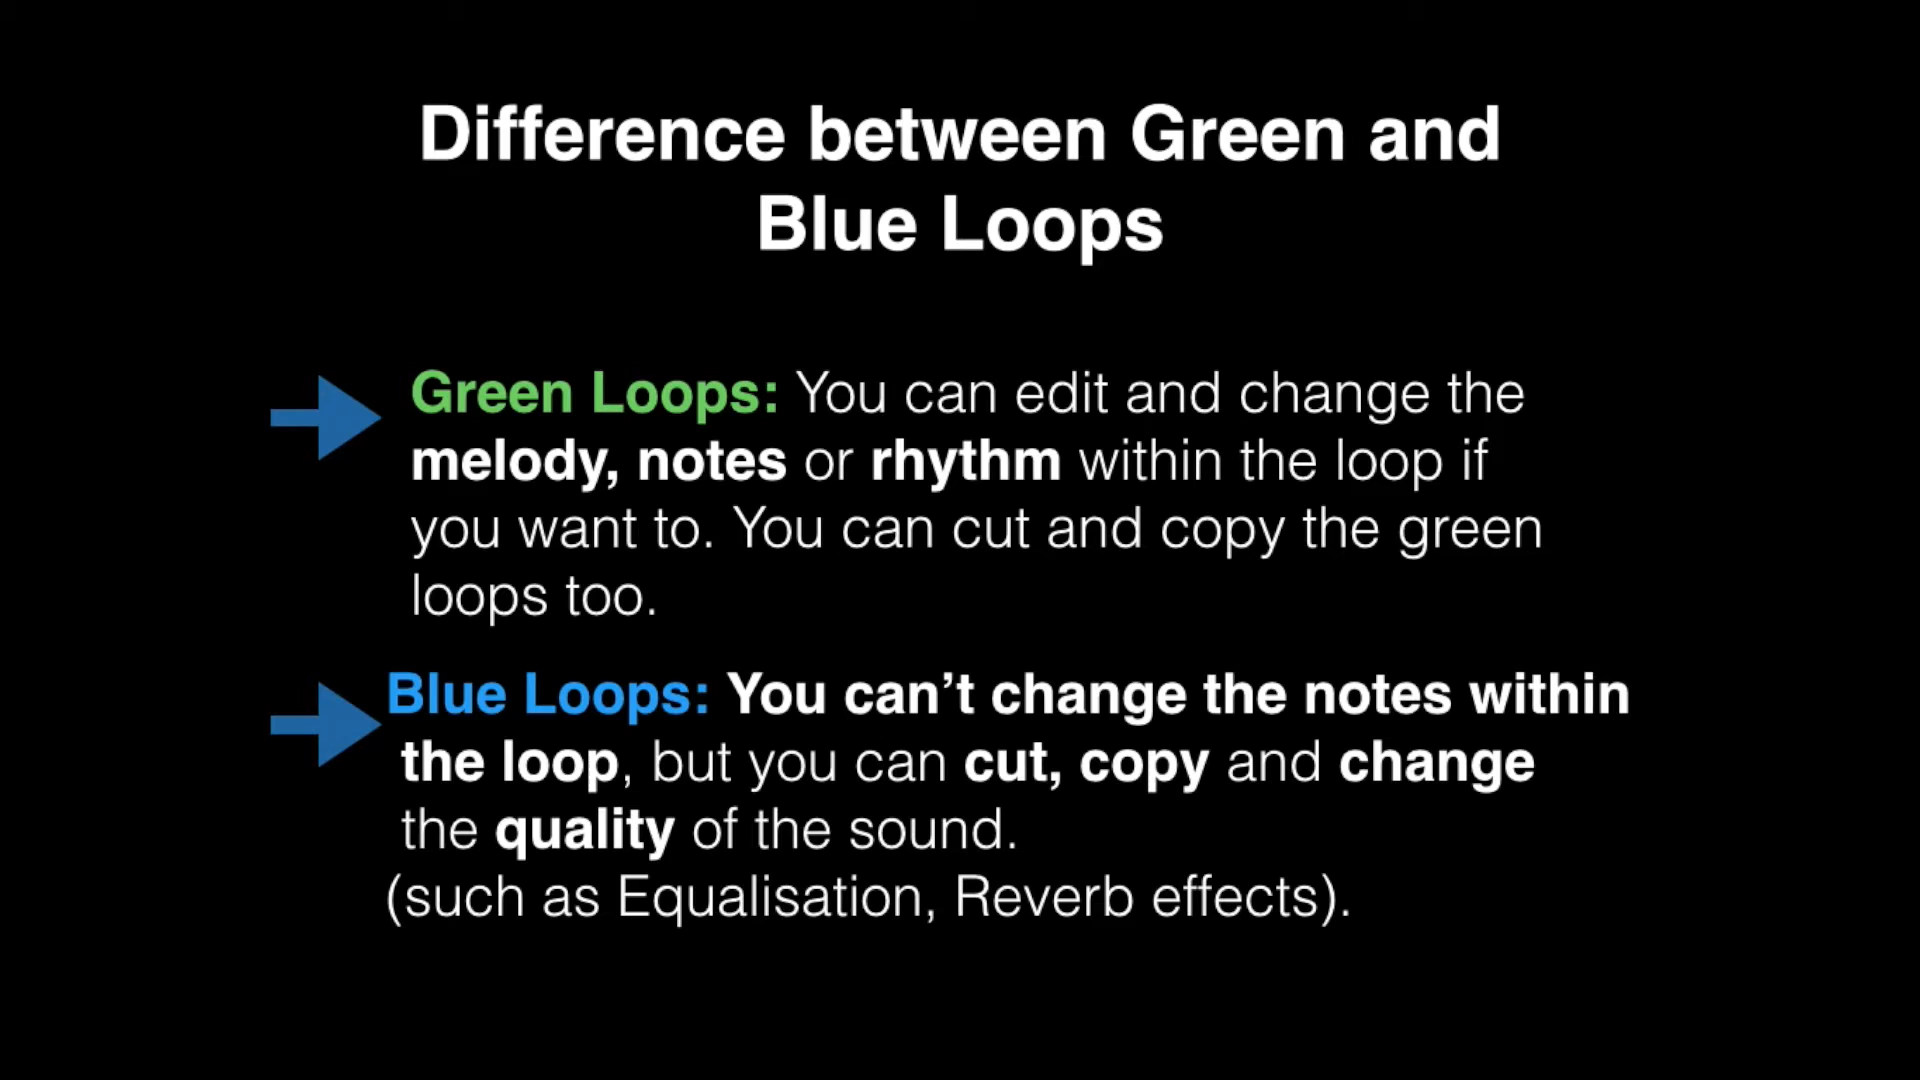 Difference between Green and
Blue Loops
Green Loops: You can edit and change the
melody, notes or rhythm within the loop if
you want to. You can cut and copy the green
loops too.
Blue Loops: You can’t change the notes within
the loop, but you can cut, copy and change
the quality of the sound.
(such as Equalisation, Reverb effects).